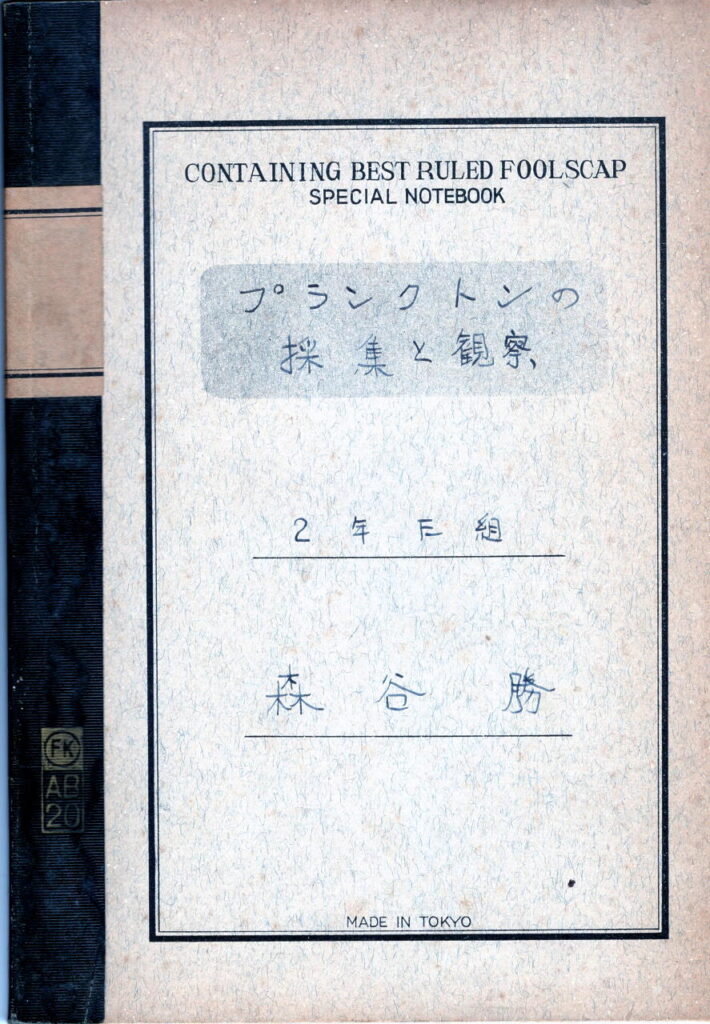 CONTAINING BEST RULED FOOLSCAP
SPECIAL NOTEBOOK
プランクトンの
採集と観察
2年F組
森谷 勝
FK
AB
20
MADE IN TOKYO